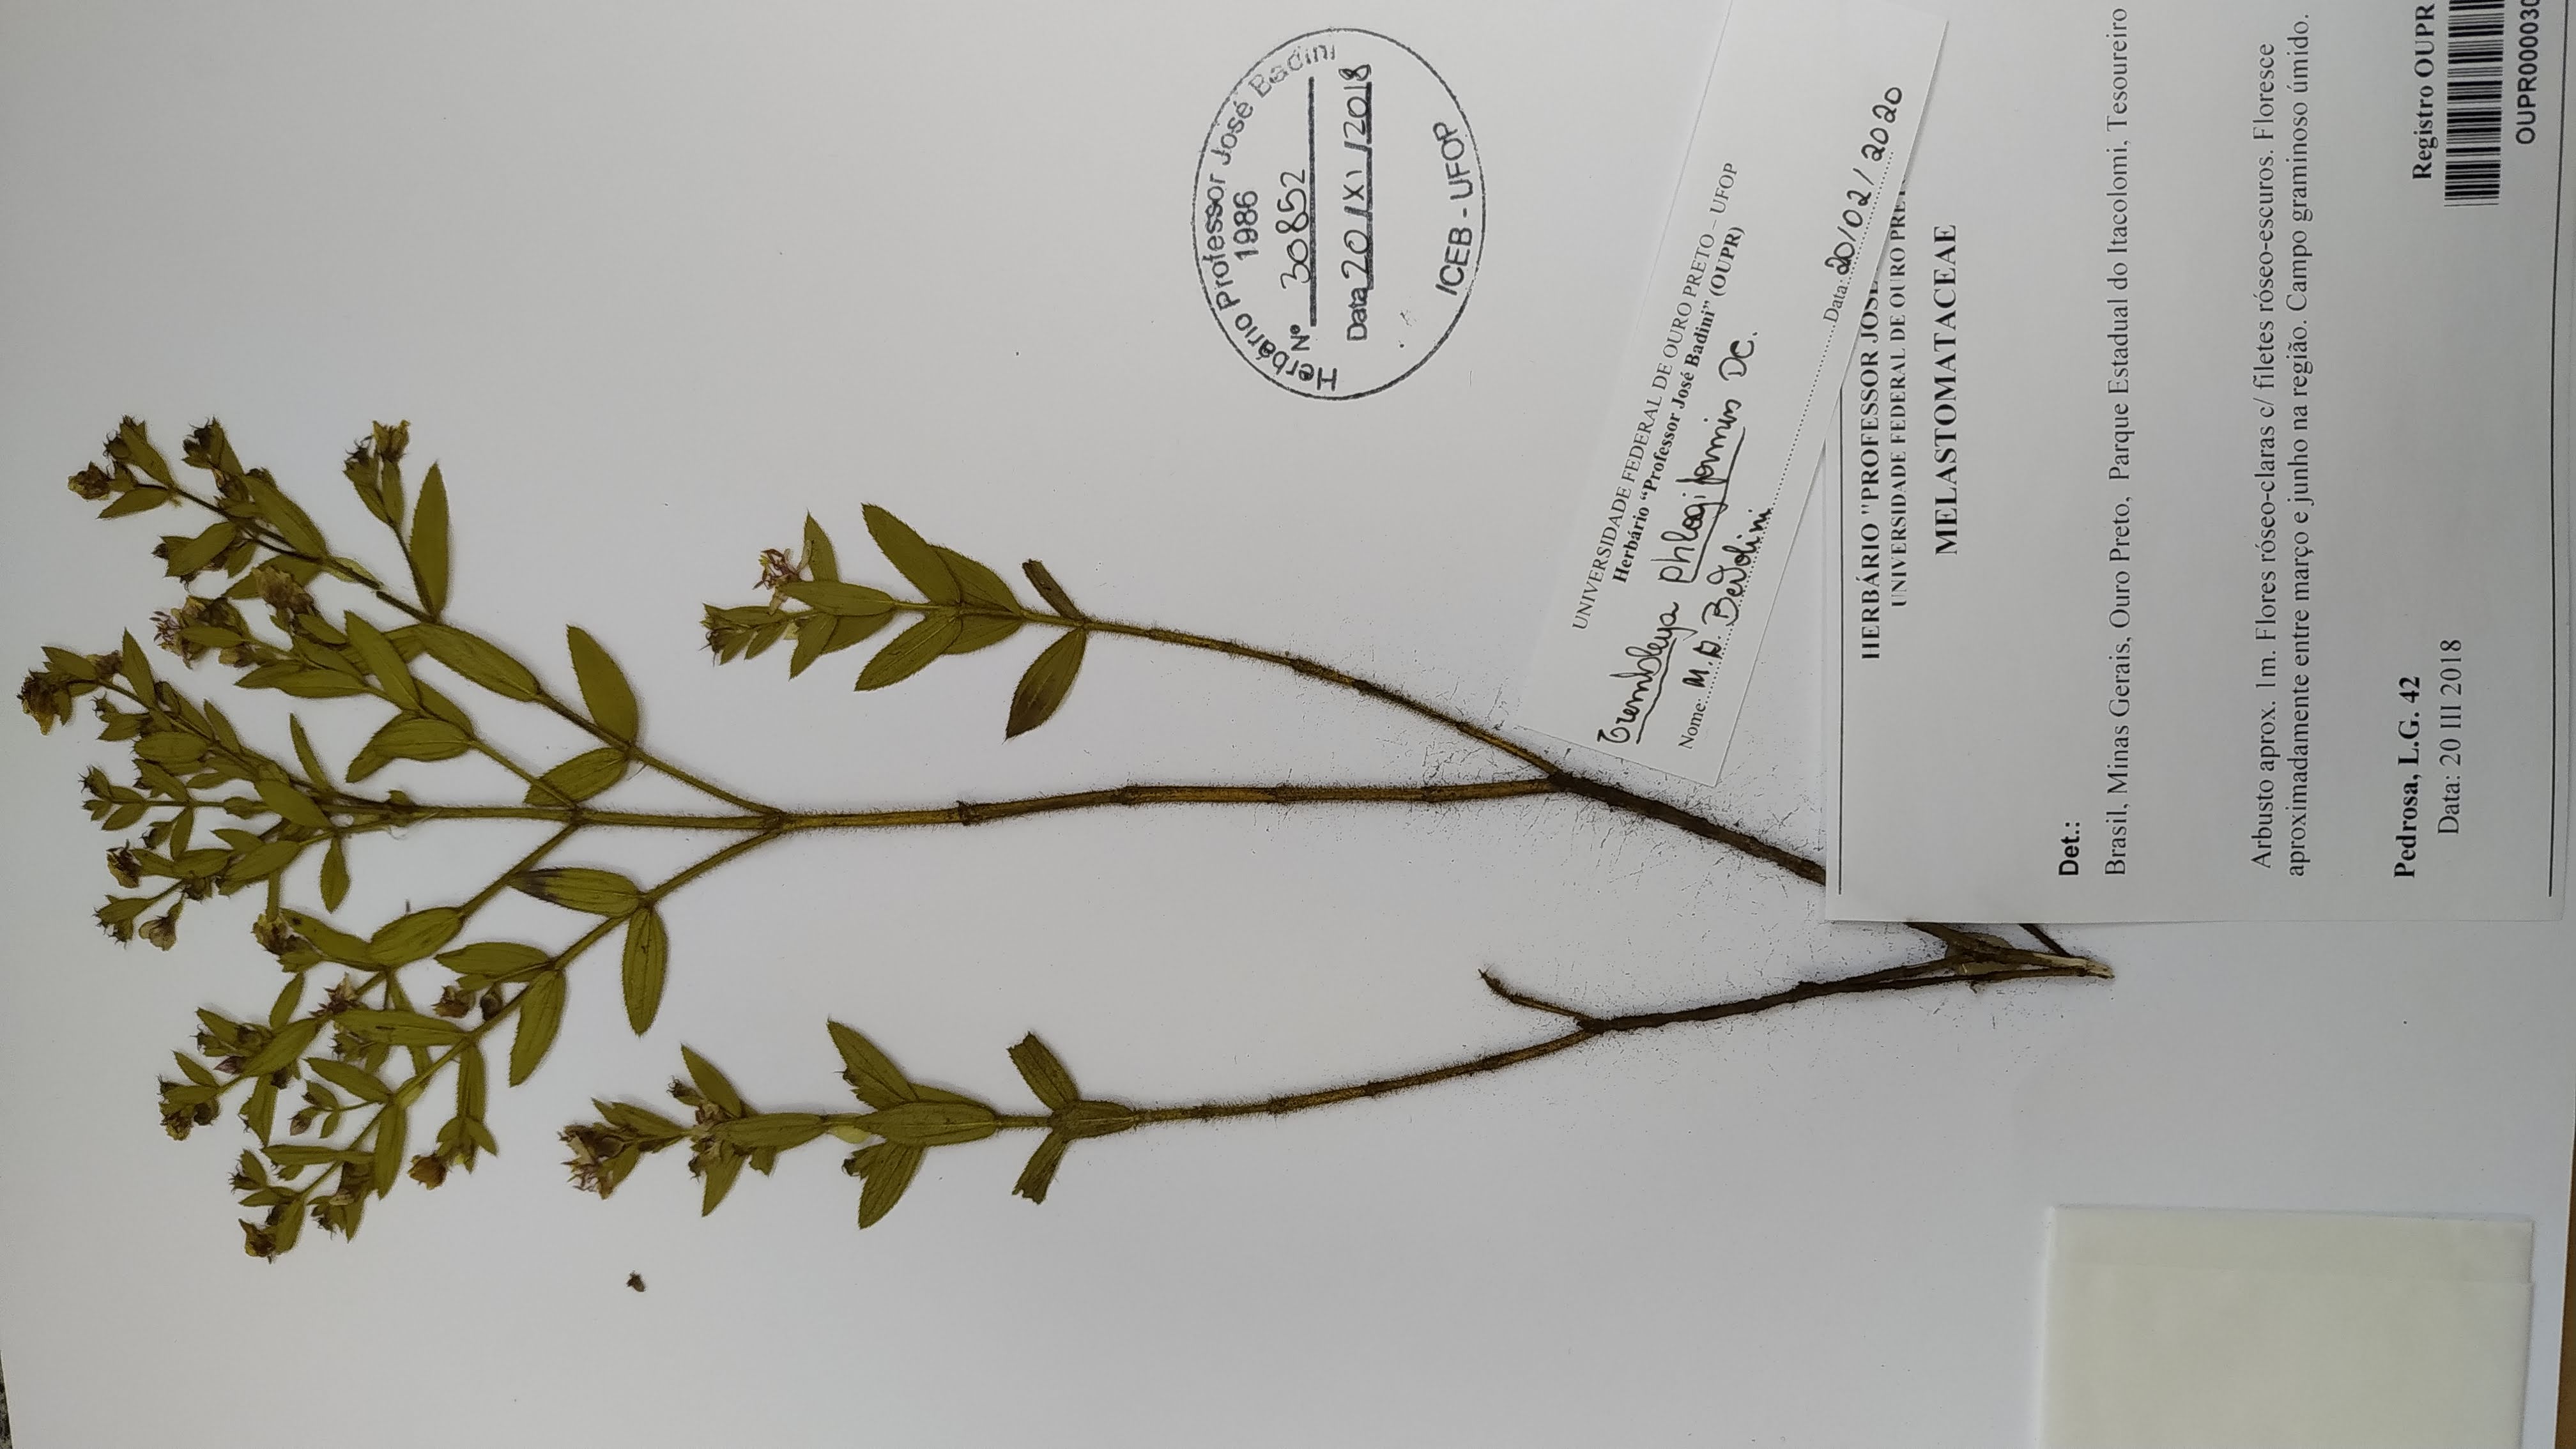 Herbário Professor José Badini
1986
Nº 30852
Data 20/XI/2018
ICEB - UFOP
UNIVERSIDADE FEDERAL DE OURO PRETO – UFOP
Herbário “Professor José Badini” (OUPR)
Trembleya phlogiformis DC.
Nome: M.A.
Data: 20/02/2020
HERBÁRIO "PROFESSOR JOSÉ
UNIVERSIDADE FEDERAL DE OURO PRET
MELASTOMATACEAE
Det.:
Brasil, Minas Gerais, Ouro Preto, Parque Estadual do Itacolomi, Tesoureiro
Arbusto aprox. 1m. Flores róseo-claras c/ filetes róseo-escuros. Floresce
aproximadamente entre março e junho na região. Campo graminoso úmido.
Pedrosa, L.G. 42
Data: 20 III 2018
Registro OUPR
OUPR000030